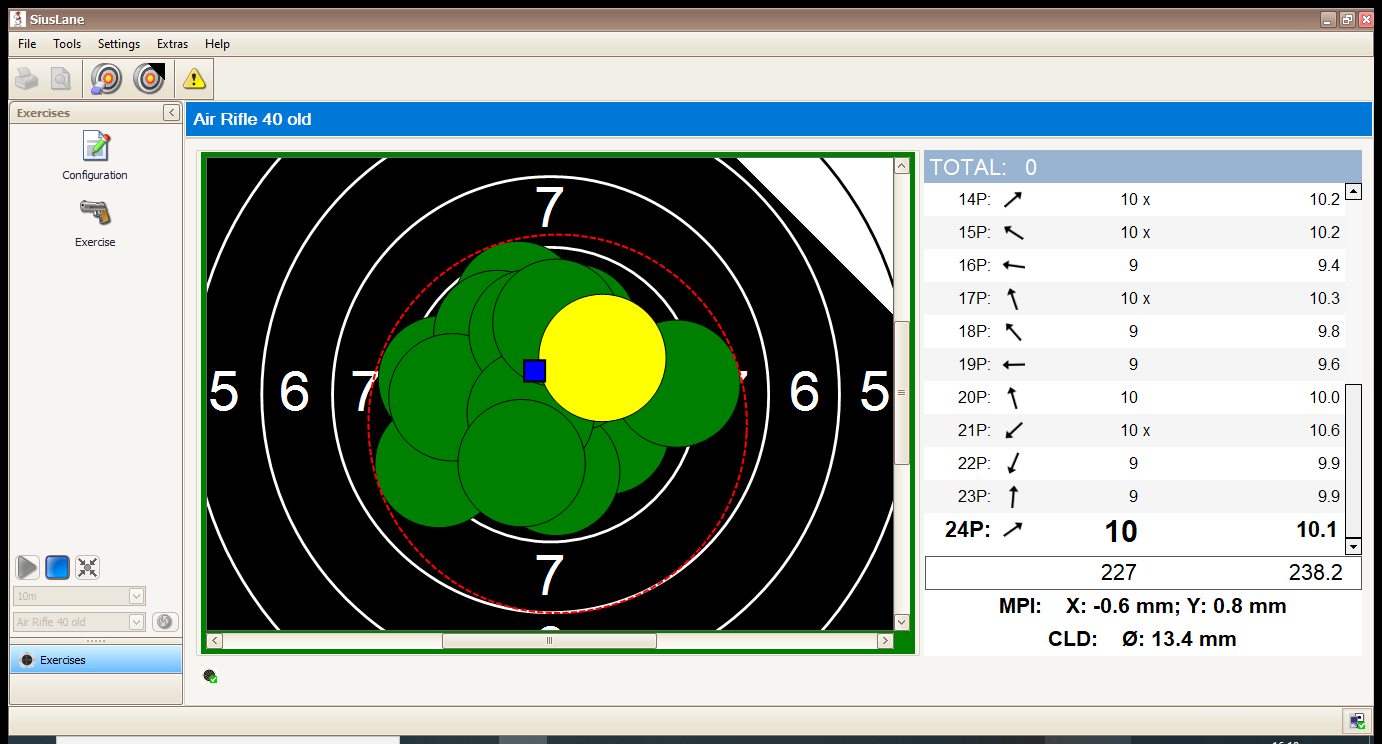 SiusLane
File Tools Settings Extras Help
Exercises
Configuration
Exercise
10m
Air Rifle 40 old
Exercises
Air Rifle 40 old
7
5 6 7 6 5
7
TOTAL: 0
14P: 10 x 10.2
15P: 10 x 10.2
16P: 9 9.4
17P: 10 x 10.3
18P: 9 9.8
19P: 9 9.6
20P: 10 10.0
21P: 10 x 10.6
22P: 9 9.9
23P: 9 9.9
24P: 10 10.1
227 238.2
MPI: X: -0.6 mm; Y: 0.8 mm
CLD: Ø: 13.4 mm